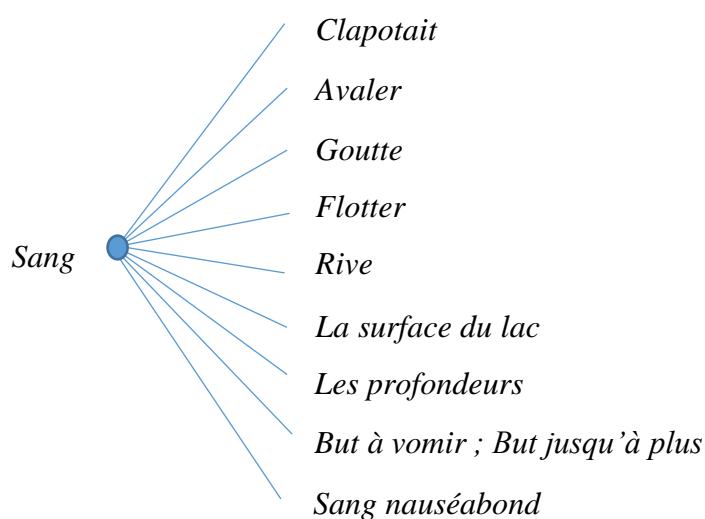 Clapotait
Avaler
Goutte
Flotter
Sang
Rive
La surface du lac
Les profondeurs
But à vomir ; But jusqu'à plus
Sang nauséabond